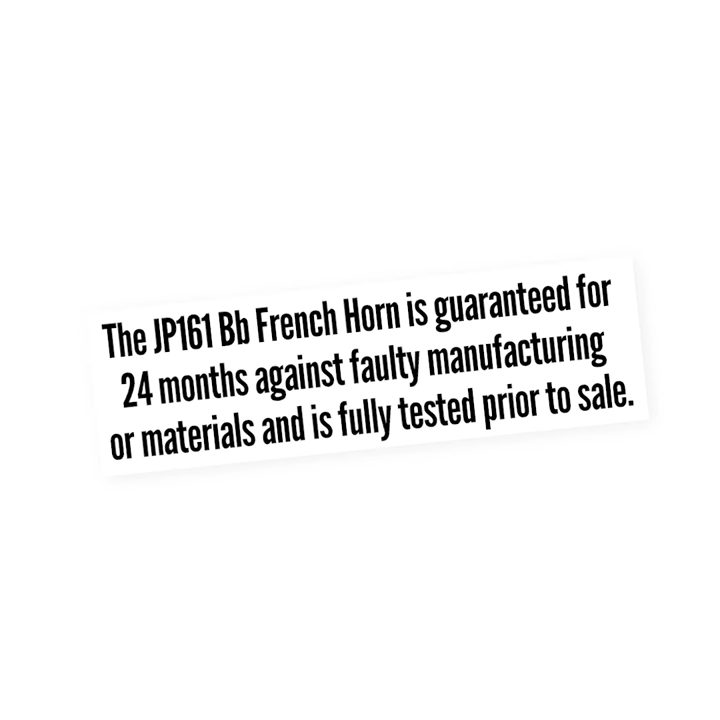 The JP161 Bb French Horn is guaranteed for
24 months against faulty manufacturing
or materials and is fully tested prior to sale.